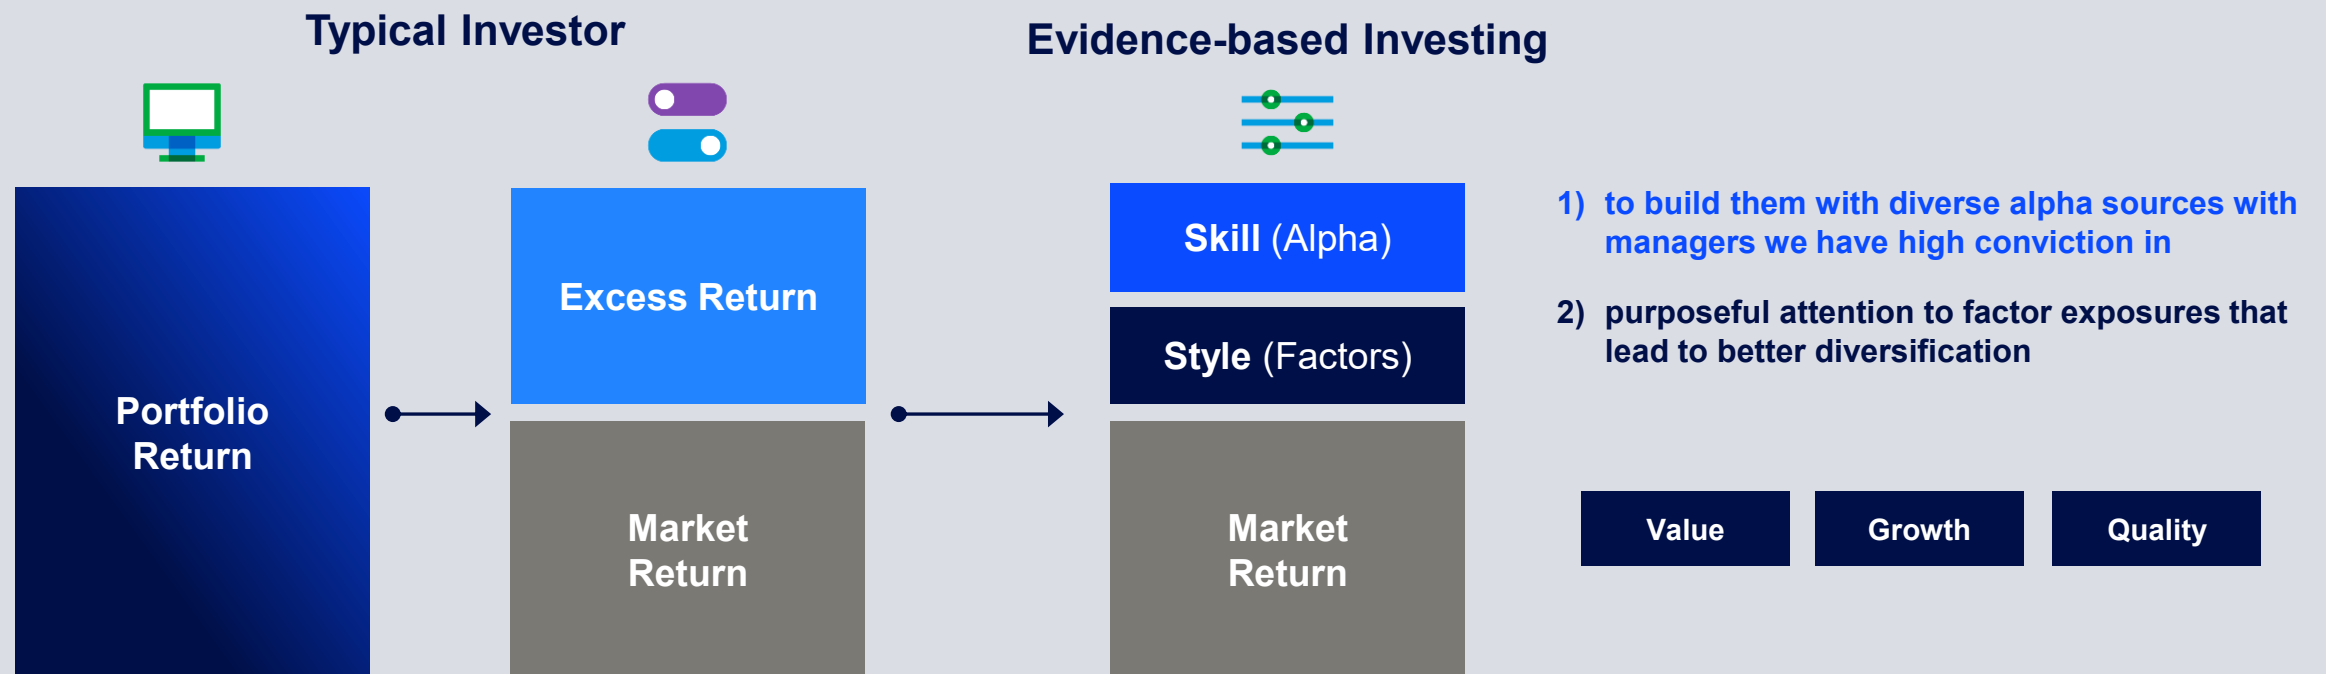 Typical Investor
Evidence-based Investing
Portfolio
Return
Excess Return
Market
Return
Skill (Alpha)
Style (Factors)
Market
Return
1) to build them with diverse alpha sources with
managers we have high conviction in
2) purposeful attention to factor exposures that
lead to better diversification
Value
Growth
Quality